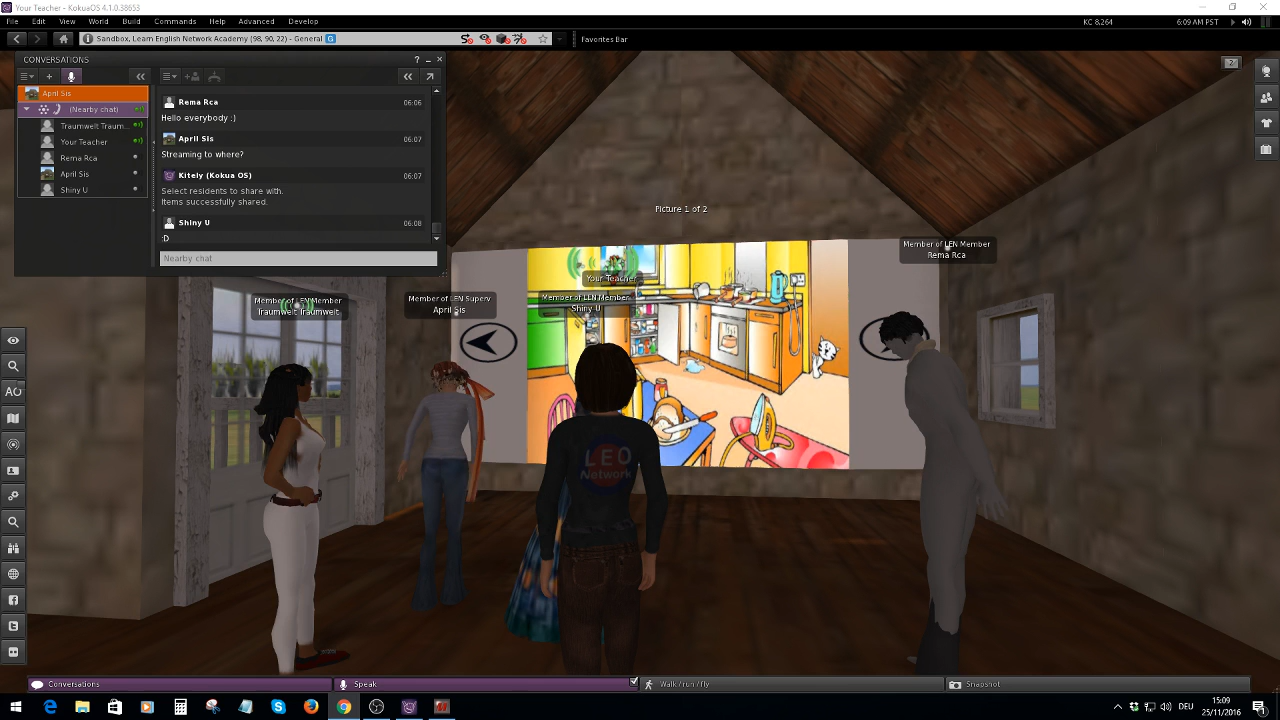 Your Teacher - KokuaOS 4.1.0.38653
File Edit View World Build Commands Help Advanced Develop
KC 8,264
6:09 AM PST
Sandbox, Learn English Network Academy (98, 90, 22) - General G
Favorites Bar
CONVERSATIONS
April Sis
(Nearby chat)
Traumwelt Traum...
Your Teacher
Rema Rca
April Sis
Shiny U
Rema Rca 06:06
Hello everybody :)
April Sis 06:07
Streaming to where?
Kitely (Kokua OS) 06:07
Select residents to share with.
Items successfully shared.
Shiny U 06:08
:D
Nearby chat
Picture 1 of 2
Member of LEN Member
Rema Rca
Your Teacher
Member of LEN Member
Traumwelt Traumwelt
Member of LEN Superv
April Sis
Member of LEN Member
Shiny U
LEO
Network
Conversations
Speak
Walk / run / fly
Snapshot
DEU
15:09
25/11/2016